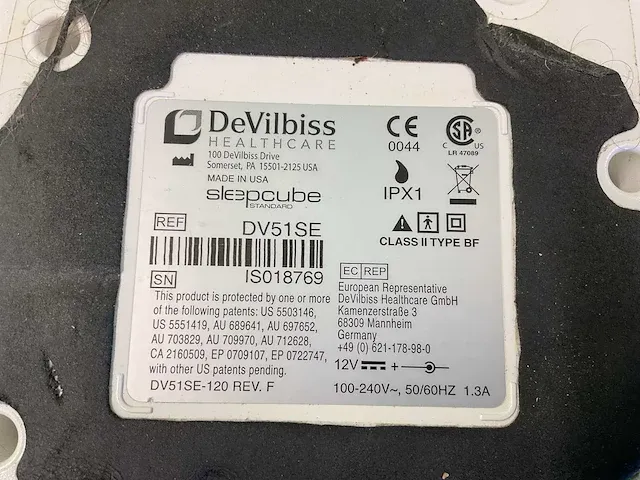 DeVilbiss
HEALTHCARE
100 DeVilbiss Drive
Somerset, PA 15501-2125 USA
MADE IN USA
sleepcube
STANDARD
REF DV51SE
SN IS018769
This product is protected by one or more
of the following patents: US 5503146,
US 5551419, AU 689641, AU 697652,
AU 703829, AU 709970, AU 712628,
CA 2160509, EP 0709107, EP 0722747,
with other US patents pending.
DV51SE-120 REV. F
CE
0044
C SA ® US
LR 47089
IPX1
CLASS II TYPE BF
EC REP
European Representative
DeVilbiss Healthcare GmbH
Kamenzerstraße 3
68309 Mannheim
Germany
+49 (0) 621-178-98-0
12V +
100-240V~, 50/60HZ 1.3A